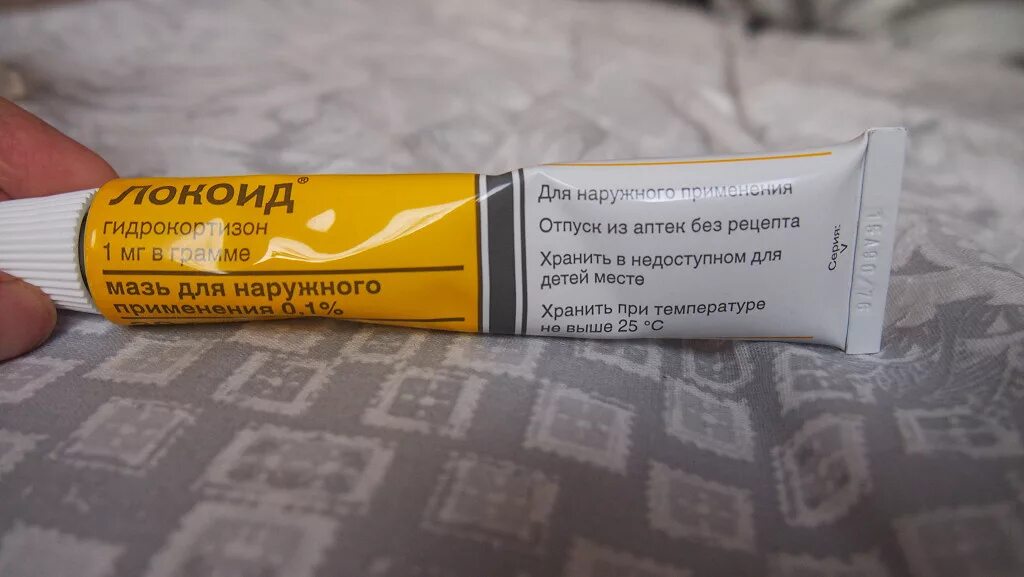 Локоид®
гидрокортизон
1 мг в грамме
мазь для наружного
применения 0,1%
Для наружного применения
Отпуск из аптек без рецепта
Хранить в недоступном для
детей месте
Хранить при температуре
не выше 25 °C
Серия: